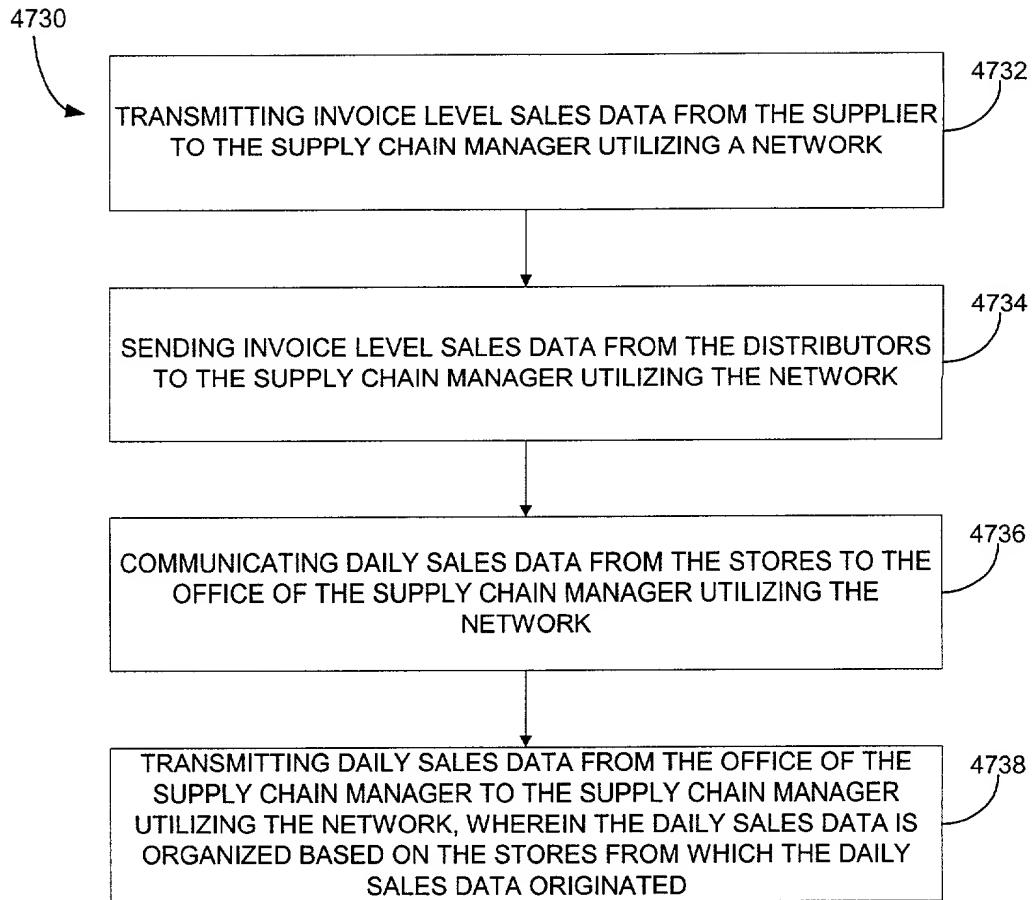 4730
4732
TRANSMITTING INVOICE LEVEL SALES DATA FROM THE SUPPLIER
TO THE SUPPLY CHAIN MANAGER UTILIZING A NETWORK
4734
SENDING INVOICE LEVEL SALES DATA FROM THE DISTRIBUTORS
TO THE SUPPLY CHAIN MANAGER UTILIZING THE NETWORK
4736
COMMUNICATING DAILY SALES DATA FROM THE STORES TO THE
OFFICE OF THE SUPPLY CHAIN MANAGER UTILIZING THE
NETWORK
4738
TRANSMITTING DAILY SALES DATA FROM THE OFFICE OF THE
SUPPLY CHAIN MANAGER TO THE SUPPLY CHAIN MANAGER
UTILIZING THE NETWORK, WHEREIN THE DAILY SALES DATA IS
ORGANIZED BASED ON THE STORES FROM WHICH THE DAILY
SALES DATA ORIGINATED